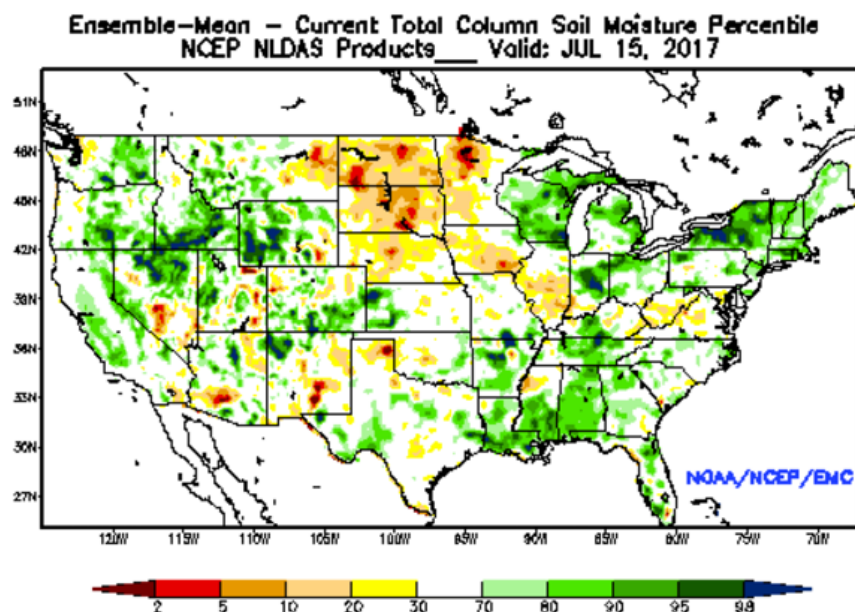 Ensemble-Mean - Current Total Column Soil Moisture Percentile
NCEP NLDAS Products___ Valid: JUL 15, 2017
51N
48N
45N
42N
39N
36N
33N
30N
27N
NOAA/NCEP/EMC
120W 115W 110W 105W 100W 95W 90W 85W 80W 75W 70W
2 5 10 20 30 70 80 90 95 98